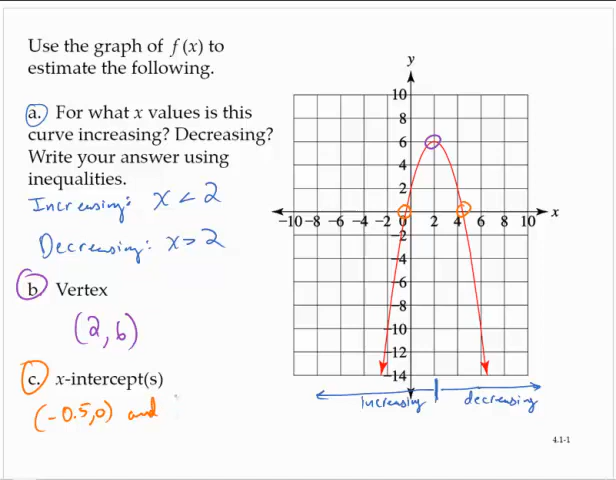 Use the graph of f(x) to
estimate the following.
a. For what x values is this
curve increasing? Decreasing?
Write your answer using
inequalities.
Increasing: x < 2
Decreasing: x > 2
b. Vertex
(2, 6)
c. x-intercept(s)
(-0.5, 0) and
y
10
8
6
4
2
−10 −8 −6 −4 −2 0 2 4 6 8 10 x
−2
−4
−6
−8
−10
−12
−14
increasing decreasing
4.1-1